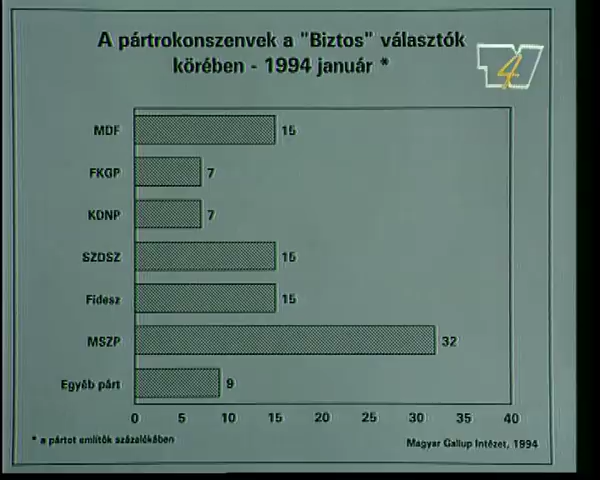 A pártrokonszenvek a "Biztos" választók
körében - 1994 január *
4
MDF 15
FKGP 7
KDNP 7
SZDSZ 15
Fidesz 15
MSZP 32
Egyéb párt 9
0 5 10 15 20 25 30 35 40
* a pártot említők százalékában
Magyar Gallup Intézet, 1994